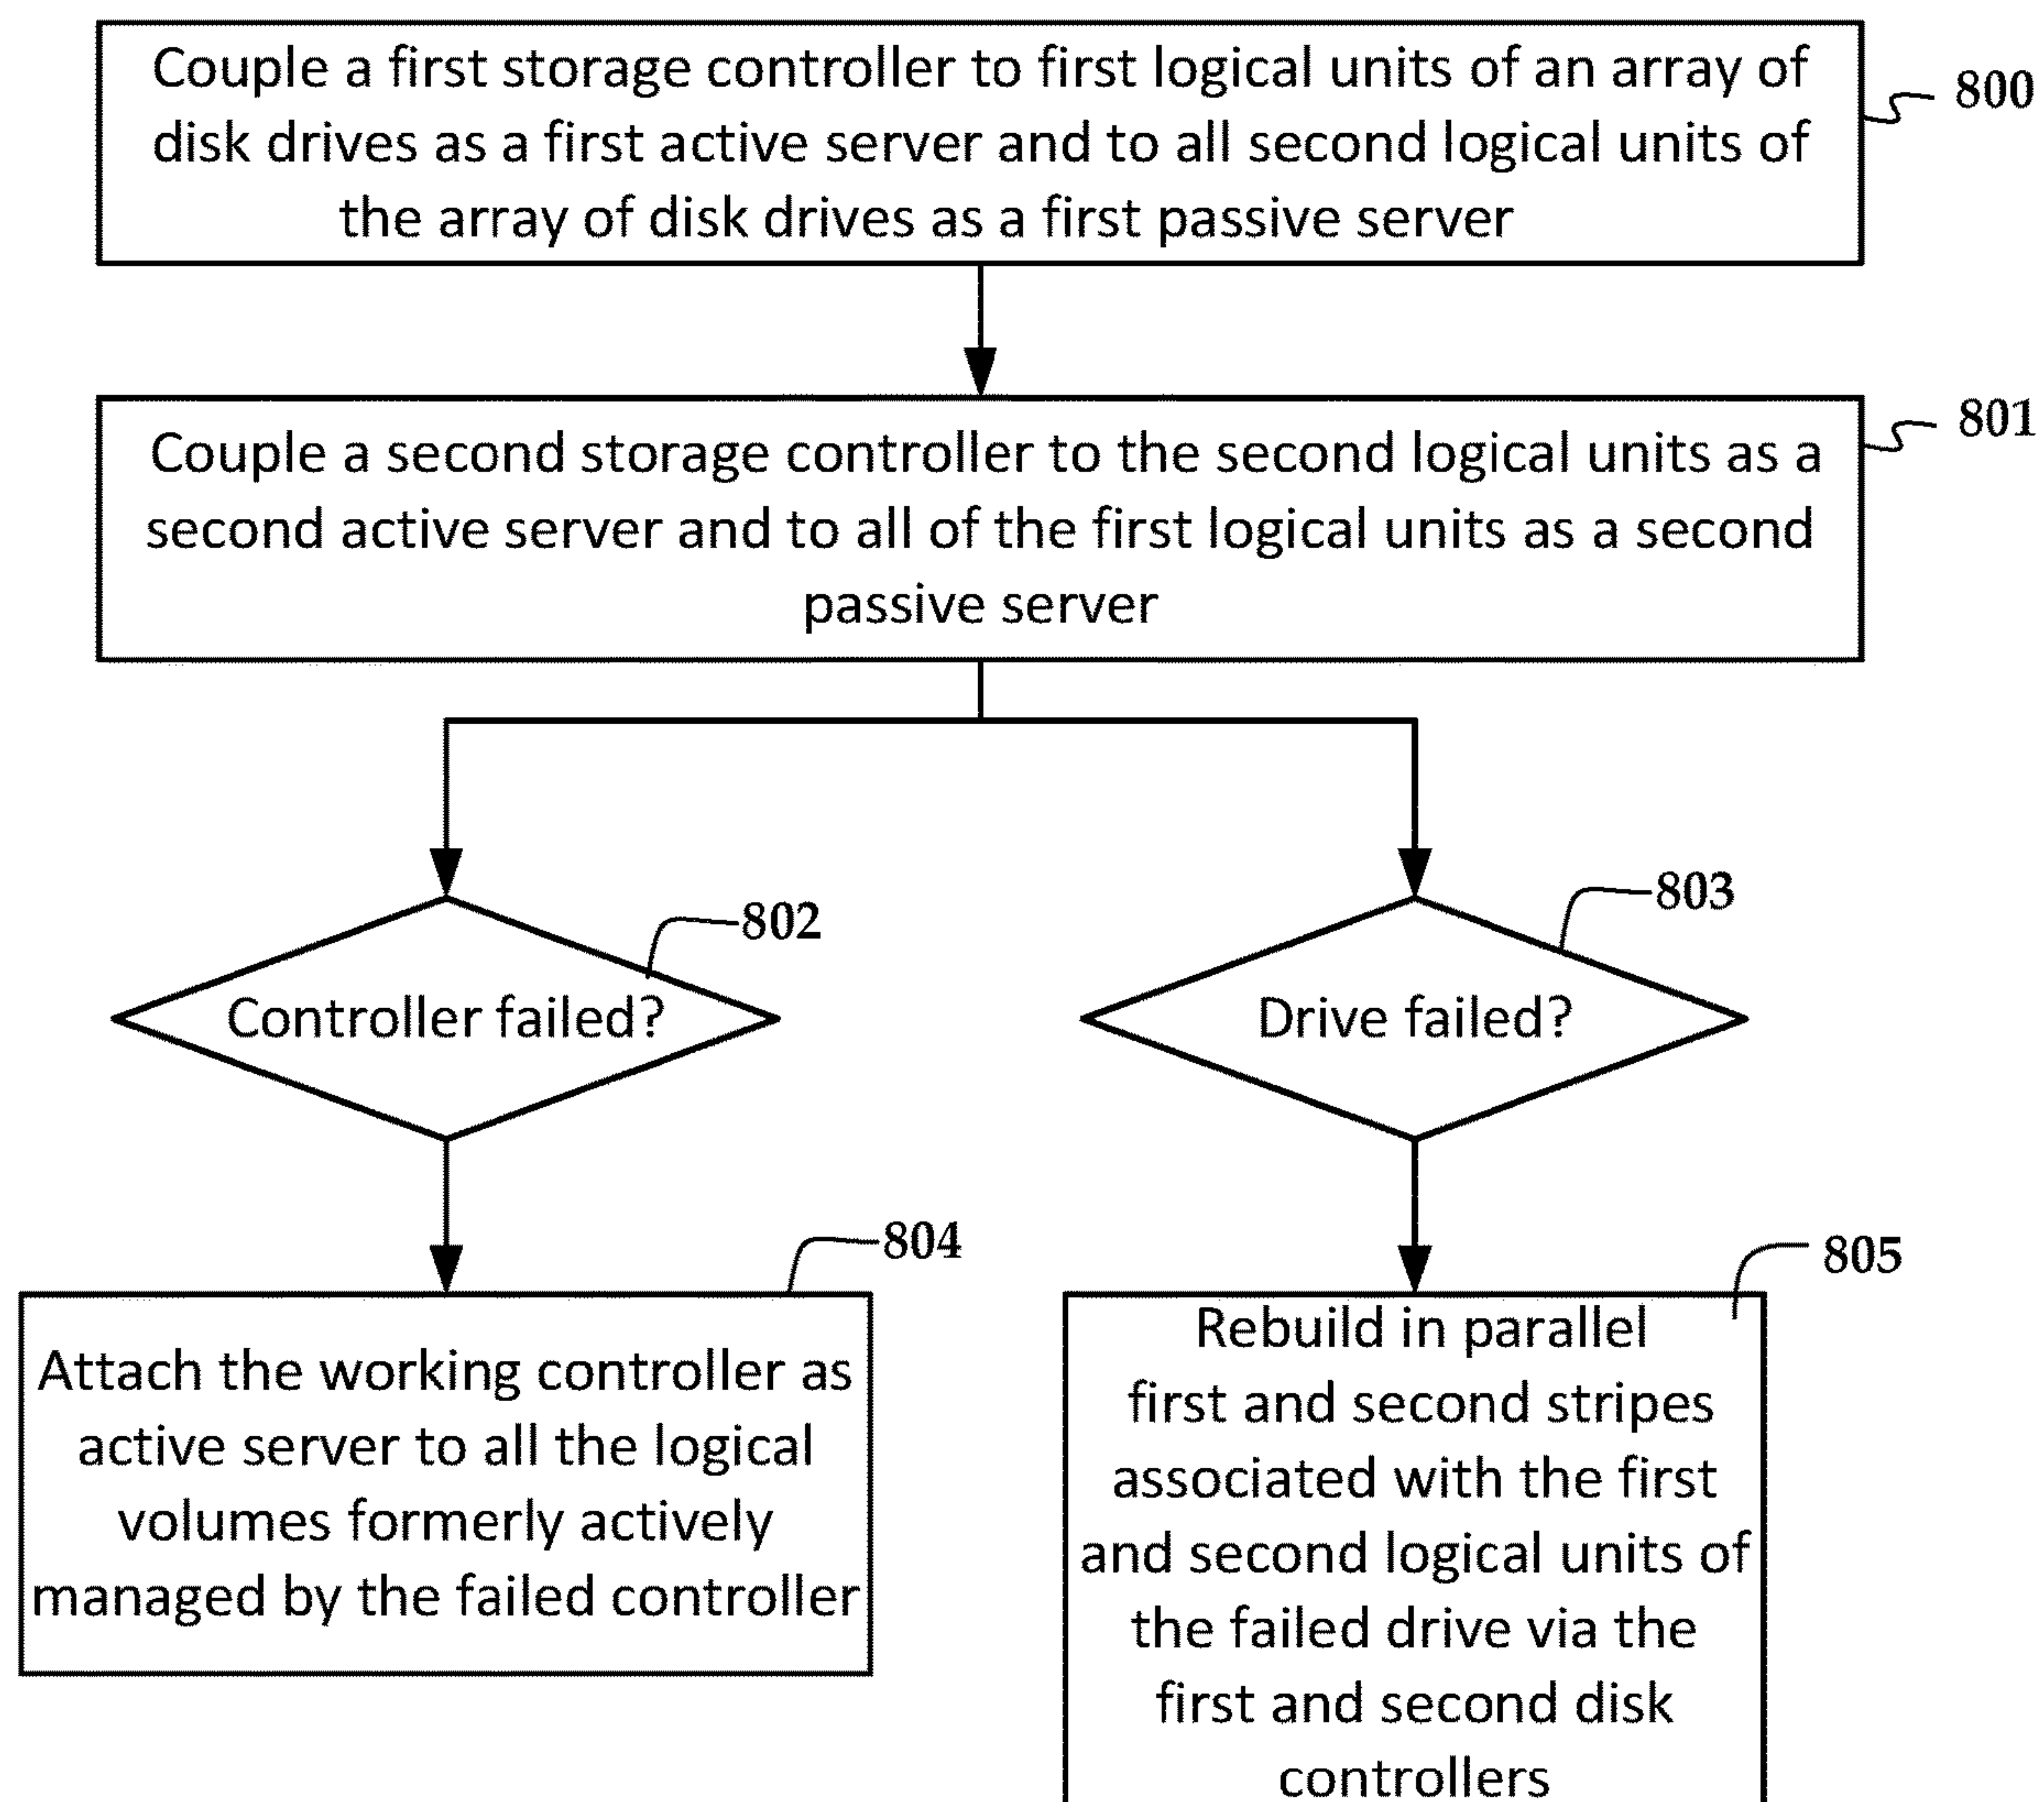 Couple a first storage controller to first logical units of an array of
disk drives as a first active server and to all second logical units of
the array of disk drives as a first passive server
800
Couple a second storage controller to the second logical units as a
second active server and to all of the first logical units as a second
passive server
801
Controller failed?
802
Drive failed?
803
Attach the working controller as
active server to all the logical
volumes formerly actively
managed by the failed controller
804
Rebuild in parallel
first and second stripes
associated with the first
and second logical units of
the failed drive via the
first and second disk
controllers
805